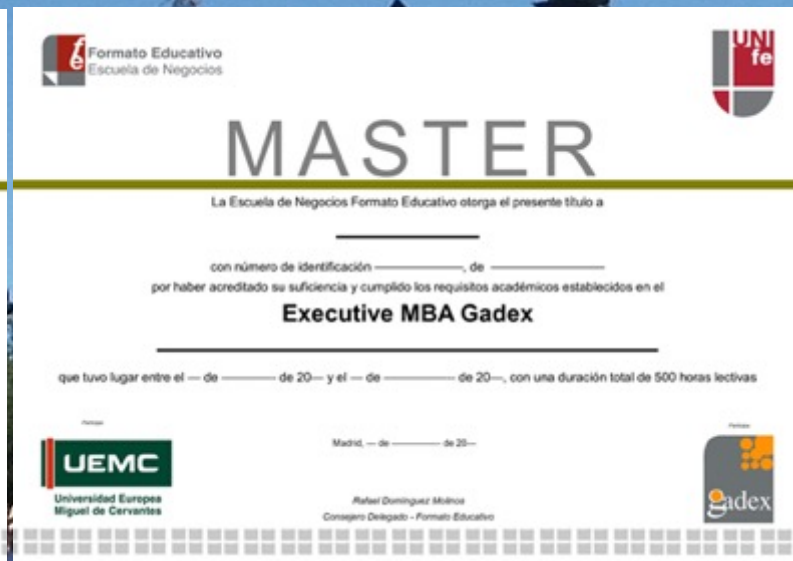 fe Formato Educativo
Escuela de Negocios
UNI
fe
MASTER
La Escuela de Negocios Formato Educativo otorga el presente título a
con número de identificación —————, de —————
por haber acreditado su suficiencia y cumplido los requisitos académicos establecidos en el
Executive MBA Gadex
que tuvo lugar entre el — de ———— de 20— y el — de ———— de 20—, con una duración total de 500 horas lectivas
Participa:
Participa:
Madrid, — de ———— de 20—
UEMC
Universidad Europea
Miguel de Cervantes
gadex
Rafael Domínguez Molinos
Consejero Delegado - Formato Educativo